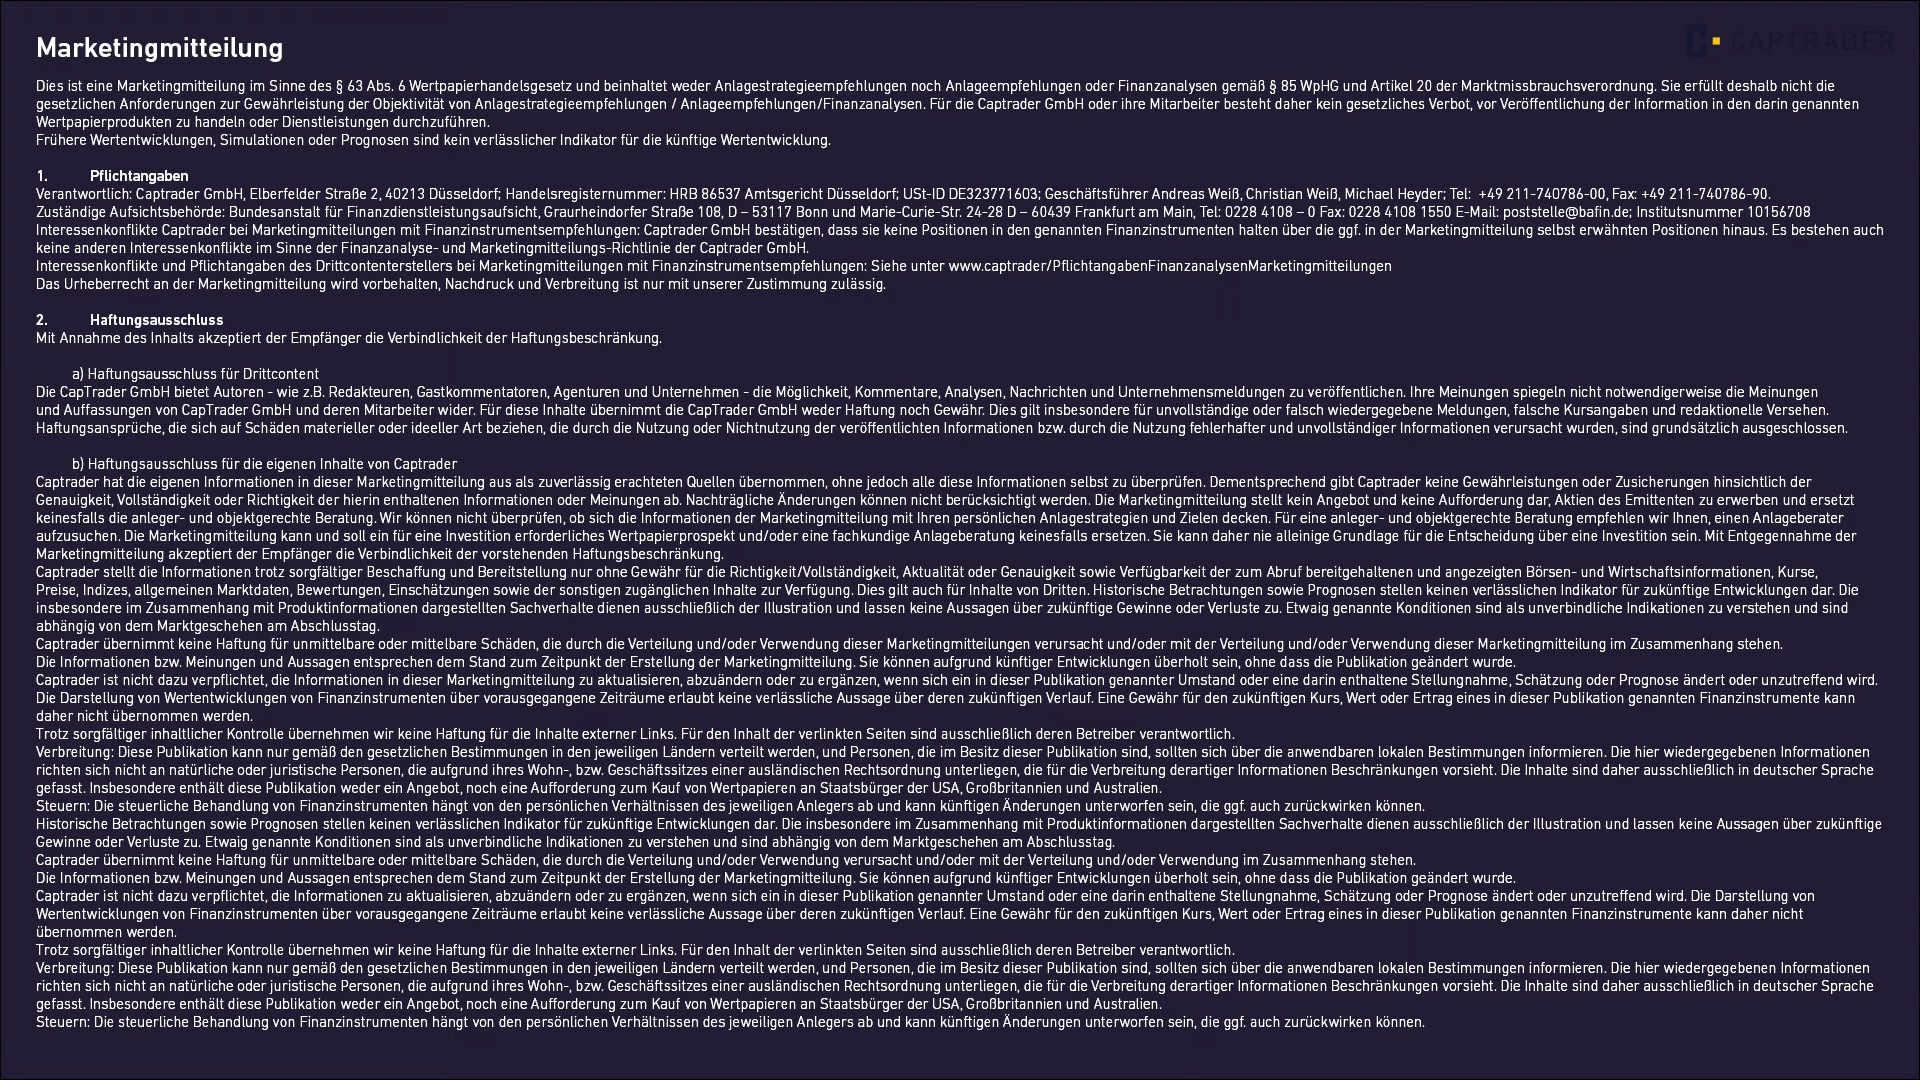 Marketingmitteilung
CAPTRADER
Dies ist eine Marketingmitteilung im Sinne des § 63 Abs. 6 Wertpapierhandelsgesetz und beinhaltet weder Anlagestrategieempfehlungen noch Anlageempfehlungen oder Finanzanalysen gemäß § 85 WpHG und Artikel 20 der Marktmissbrauchsverordnung. Sie erfüllt deshalb nicht die
gesetzlichen Anforderungen zur Gewährleistung der Objektivität von Anlagestrategieempfehlungen / Anlageempfehlungen/Finanzanalysen. Für die Captrader GmbH oder ihre Mitarbeiter besteht daher kein gesetzliches Verbot, vor Veröffentlichung der Information in den darin genannten
Wertpapierprodukten zu handeln oder Dienstleistungen durchzuführen.
Frühere Wertentwicklungen, Simulationen oder Prognosen sind kein verlässlicher Indikator für die künftige Wertentwicklung.
1. Pflichtangaben
Verantwortlich: Captrader GmbH, Elberfelder Straße 2, 40213 Düsseldorf; Handelsregisternummer: HRB 86537 Amtsgericht Düsseldorf; USt-ID DE323771603; Geschäftsführer Andreas Weiß, Christian Weiß, Michael Heyder; Tel: +49 211-740786-00, Fax: +49 211-740786-90.
Zuständige Aufsichtsbehörde: Bundesanstalt für Finanzdienstleistungsaufsicht, Graurheindorfer Straße 108, D – 53117 Bonn und Marie-Curie-Str. 24-28 D – 60439 Frankfurt am Main, Tel: 0228 4108 – 0 Fax: 0228 4108 1550 E-Mail: poststelle@bafin.de; Institutsnummer 10156708
Interessenkonflikte Captrader bei Marketingmitteilungen mit Finanzinstrumentsempfehlungen: Captrader GmbH bestätigen, dass sie keine Positionen in den genannten Finanzinstrumenten halten über die ggf. in der Marketingmitteilung selbst erwähnten Positionen hinaus. Es bestehen auch
keine anderen Interessenkonflikte im Sinne der Finanzanalyse- und Marketingmitteilungs-Richtlinie der Captrader GmbH.
Interessenkonflikte und Pflichtangaben des Drittcontenterstellers bei Marketingmitteilungen mit Finanzinstrumentsempfehlungen: Siehe unter www.captrader/PflichtangabenFinanzanalysenMarketingmitteilungen
Das Urheberrecht an der Marketingmitteilung wird vorbehalten, Nachdruck und Verbreitung ist nur mit unserer Zustimmung zulässig.
2. Haftungsausschluss
Mit Annahme des Inhalts akzeptiert der Empfänger die Verbindlichkeit der Haftungsbeschränkung.
a) Haftungsausschluss für Drittcontent
Die CapTrader GmbH bietet Autoren - wie z.B. Redakteuren, Gastkommentatoren, Agenturen und Unternehmen - die Möglichkeit, Kommentare, Analysen, Nachrichten und Unternehmensmeldungen zu veröffentlichen. Ihre Meinungen spiegeln nicht notwendigerweise die Meinungen
und Auffassungen von CapTrader GmbH und deren Mitarbeiter wider. Für diese Inhalte übernimmt die CapTrader GmbH weder Haftung noch Gewähr. Dies gilt insbesondere für unvollständige oder falsch wiedergegebene Meldungen, falsche Kursangaben und redaktionelle Versehen.
Haftungsansprüche, die sich auf Schäden materieller oder ideeller Art beziehen, die durch die Nutzung oder Nichtnutzung der veröffentlichten Informationen bzw. durch die Nutzung fehlerhafter und unvollständiger Informationen verursacht wurden, sind grundsätzlich ausgeschlossen.
b) Haftungsausschluss für die eigenen Inhalte von Captrader
Captrader hat die eigenen Informationen in dieser Marketingmitteilung aus als zuverlässig erachteten Quellen übernommen, ohne jedoch alle diese Informationen selbst zu überprüfen. Dementsprechend gibt Captrader keine Gewährleistungen oder Zusicherungen hinsichtlich der
Genauigkeit, Vollständigkeit oder Richtigkeit der hierin enthaltenen Informationen oder Meinungen ab. Nachträgliche Änderungen können nicht berücksichtigt werden. Die Marketingmitteilung stellt kein Angebot und keine Aufforderung dar, Aktien des Emittenten zu erwerben und ersetzt
keinesfalls die anleger- und objektgerechte Beratung. Wir können nicht überprüfen, ob sich die Informationen der Marketingmitteilung mit Ihren persönlichen Anlagestrategien und Zielen decken. Für eine anleger- und objektgerechte Beratung empfehlen wir Ihnen, einen Anlageberater
aufzusuchen. Die Marketingmitteilung kann und soll ein für eine Investition erforderliches Wertpapierprospekt und/oder eine fachkundige Anlageberatung keinesfalls ersetzen. Sie kann daher nie alleinige Grundlage für die Entscheidung über eine Investition sein. Mit Entgegennahme der
Marketingmitteilung akzeptiert der Empfänger die Verbindlichkeit der vorstehenden Haftungsbeschränkung.
Captrader stellt die Informationen trotz sorgfältiger Beschaffung und Bereitstellung nur ohne Gewähr für die Richtigkeit/Vollständigkeit, Aktualität oder Genauigkeit sowie Verfügbarkeit der zum Abruf bereitgehaltenen und angezeigten Börsen- und Wirtschaftsinformationen, Kurse,
Preise, Indizes, allgemeinen Marktdaten, Bewertungen, Einschätzungen sowie der sonstigen zugänglichen Inhalte zur Verfügung. Dies gilt auch für Inhalte von Dritten. Historische Betrachtungen sowie Prognosen stellen keinen verlässlichen Indikator für zukünftige Entwicklungen dar. Die
insbesondere im Zusammenhang mit Produktinformationen dargestellten Sachverhalte dienen ausschließlich der Illustration und lassen keine Aussagen über zukünftige Gewinne oder Verluste zu. Etwaig genannte Konditionen sind als unverbindliche Indikationen zu verstehen und sind
abhängig von dem Marktgeschehen am Abschlusstag.
Captrader übernimmt keine Haftung für unmittelbare oder mittelbare Schäden, die durch die Verteilung und/oder Verwendung dieser Marketingmitteilungen verursacht und/oder mit der Verteilung und/oder Verwendung dieser Marketingmitteilung im Zusammenhang stehen.
Die Informationen bzw. Meinungen und Aussagen entsprechen dem Stand zum Zeitpunkt der Erstellung der Marketingmitteilung. Sie können aufgrund künftiger Entwicklungen überholt sein, ohne dass die Publikation geändert wurde.
Captrader ist nicht dazu verpflichtet, die Informationen in dieser Marketingmitteilung zu aktualisieren, abzuändern oder zu ergänzen, wenn sich ein in dieser Publikation genannter Umstand oder eine darin enthaltene Stellungnahme, Schätzung oder Prognose ändert oder unzutreffend wird.
Die Darstellung von Wertentwicklungen von Finanzinstrumenten über vorausgegangene Zeiträume erlaubt keine verlässliche Aussage über deren zukünftigen Verlauf. Eine Gewähr für den zukünftigen Kurs, Wert oder Ertrag eines in dieser Publikation genannten Finanzinstrumente kann
daher nicht übernommen werden.
Trotz sorgfältiger inhaltlicher Kontrolle übernehmen wir keine Haftung für die Inhalte externer Links. Für den Inhalt der verlinkten Seiten sind ausschließlich deren Betreiber verantwortlich.
Verbreitung: Diese Publikation kann nur gemäß den gesetzlichen Bestimmungen in den jeweiligen Ländern verteilt werden, und Personen, die im Besitz dieser Publikation sind, sollten sich über die anwendbaren lokalen Bestimmungen informieren. Die hier wiedergegebenen Informationen
richten sich nicht an natürliche oder juristische Personen, die aufgrund ihres Wohn-, bzw. Geschäftssitzes einer ausländischen Rechtsordnung unterliegen, die für die Verbreitung derartiger Informationen Beschränkungen vorsieht. Die Inhalte sind daher ausschließlich in deutscher Sprache
gefasst. Insbesondere enthält diese Publikation weder ein Angebot, noch eine Aufforderung zum Kauf von Wertpapieren an Staatsbürger der USA, Großbritannien und Australien.
Steuern: Die steuerliche Behandlung von Finanzinstrumenten hängt von den persönlichen Verhältnissen des jeweiligen Anlegers ab und kann künftigen Änderungen unterworfen sein, die ggf. auch zurückwirken können.
Historische Betrachtungen sowie Prognosen stellen keinen verlässlichen Indikator für zukünftige Entwicklungen dar. Die insbesondere im Zusammenhang mit Produktinformationen dargestellten Sachverhalte dienen ausschließlich der Illustration und lassen keine Aussagen über zukünftige
Gewinne oder Verluste zu. Etwaig genannte Konditionen sind als unverbindliche Indikationen zu verstehen und sind abhängig von dem Marktgeschehen am Abschlusstag.
Captrader übernimmt keine Haftung für unmittelbare oder mittelbare Schäden, die durch die Verteilung und/oder Verwendung verursacht und/oder mit der Verteilung und/oder Verwendung im Zusammenhang stehen.
Die Informationen bzw. Meinungen und Aussagen entsprechen dem Stand zum Zeitpunkt der Erstellung der Marketingmitteilung. Sie können aufgrund künftiger Entwicklungen überholt sein, ohne dass die Publikation geändert wurde.
Captrader ist nicht dazu verpflichtet, die Informationen zu aktualisieren, abzuändern oder zu ergänzen, wenn sich ein in dieser Publikation genannter Umstand oder eine darin enthaltene Stellungnahme, Schätzung oder Prognose ändert oder unzutreffend wird. Die Darstellung von
Wertentwicklungen von Finanzinstrumenten über vorausgegangene Zeiträume erlaubt keine verlässliche Aussage über deren zukünftigen Verlauf. Eine Gewähr für den zukünftigen Kurs, Wert oder Ertrag eines in dieser Publikation genannten Finanzinstrumente kann daher nicht
übernommen werden.
Trotz sorgfältiger inhaltlicher Kontrolle übernehmen wir keine Haftung für die Inhalte externer Links. Für den Inhalt der verlinkten Seiten sind ausschließlich deren Betreiber verantwortlich.
Verbreitung: Diese Publikation kann nur gemäß den gesetzlichen Bestimmungen in den jeweiligen Ländern verteilt werden, und Personen, die im Besitz dieser Publikation sind, sollten sich über die anwendbaren lokalen Bestimmungen informieren. Die hier wiedergegebenen Informationen
richten sich nicht an natürliche oder juristische Personen, die aufgrund ihres Wohn-, bzw. Geschäftssitzes einer ausländischen Rechtsordnung unterliegen, die für die Verbreitung derartiger Informationen Beschränkungen vorsieht. Die Inhalte sind daher ausschließlich in deutscher Sprache
gefasst. Insbesondere enthält diese Publikation weder ein Angebot, noch eine Aufforderung zum Kauf von Wertpapieren an Staatsbürger der USA, Großbritannien und Australien.
Steuern: Die steuerliche Behandlung von Finanzinstrumenten hängt von den persönlichen Verhältnissen des jeweiligen Anlegers ab und kann künftigen Änderungen unterworfen sein, die ggf. auch zurückwirken können.